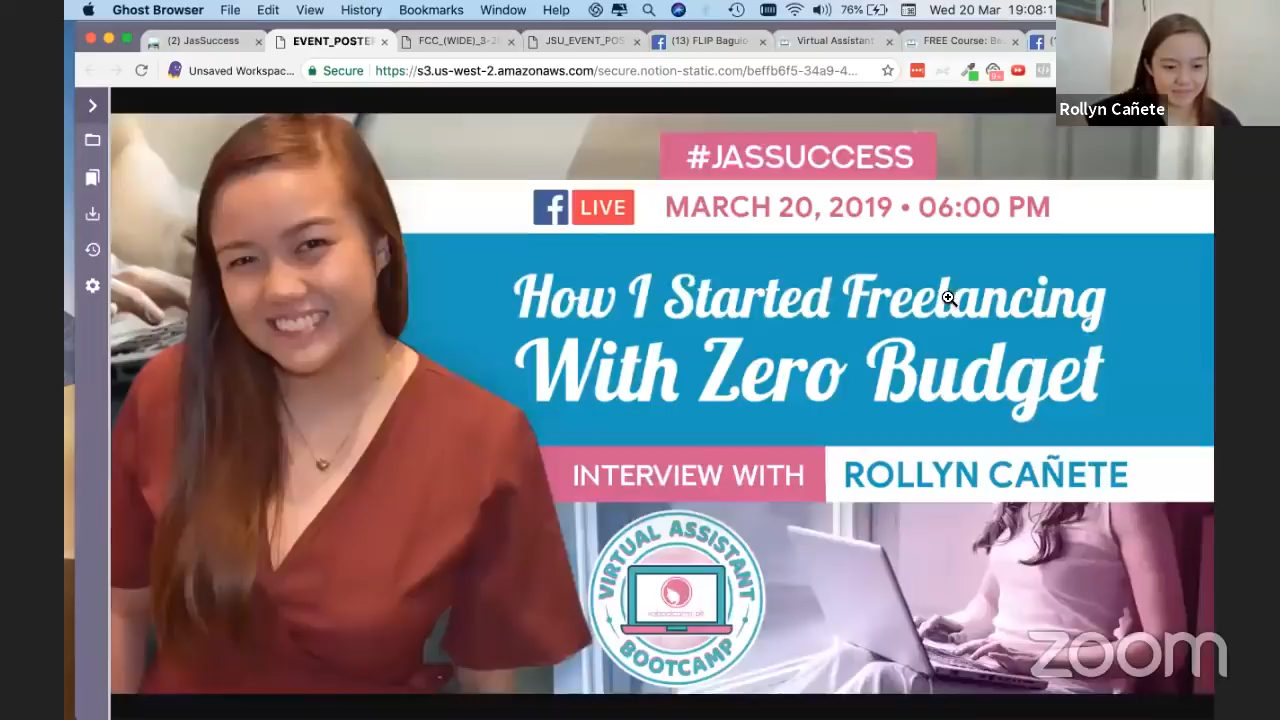 Ghost Browser File Edit View History Bookmarks Window Help 76% Wed 20 Mar 19:08:1
(2) JasSuccess
EVENT_POSTE
FCC_(WIDE)_3-2
JSU_EVENT_POS
(13) FLIP Baguio
Virtual Assistant
FREE Course: Be
Unsaved Workspac... Secure https://s3.us-west-2.amazonaws.com/secure.notion-static.com/beffb6f5-34a9-4...
Rollyn Cañete
#JASSUCCESS
f LIVE MARCH 20, 2019 • 06:00 PM
How I Started Freelancing
With Zero Budget
INTERVIEW WITH ROLLYN CAÑETE
VIRTUAL ASSISTANT
BOOTCAMP
zoom